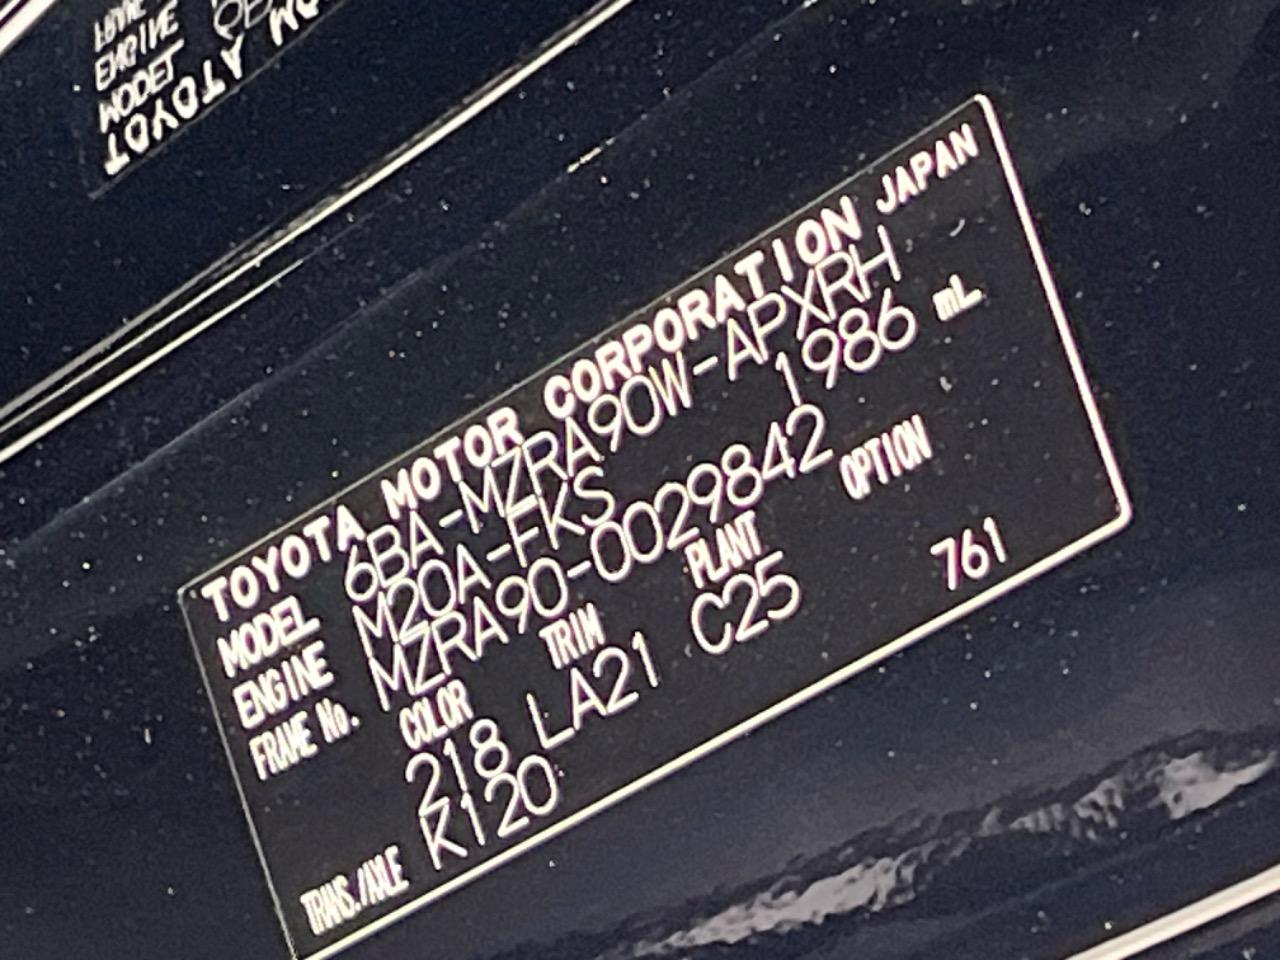 TOYOTA MOTOR CORPORATION JAPAN
MODEL 6BA-MZRA90W-APXRH
ENGINE M20A-FKS 1986 mL
FRAME No. MZRA90-0029842
COLOR TRIM PLANT OPTION
218 LA21 C25 761
TRANS./AXLE K120